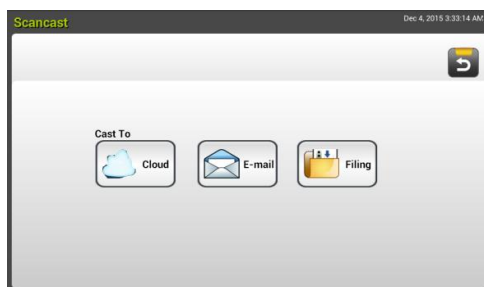 Scancast
Dec 4, 2015 3:33:14 AM
Cast To
Cloud
E-mail
Filing